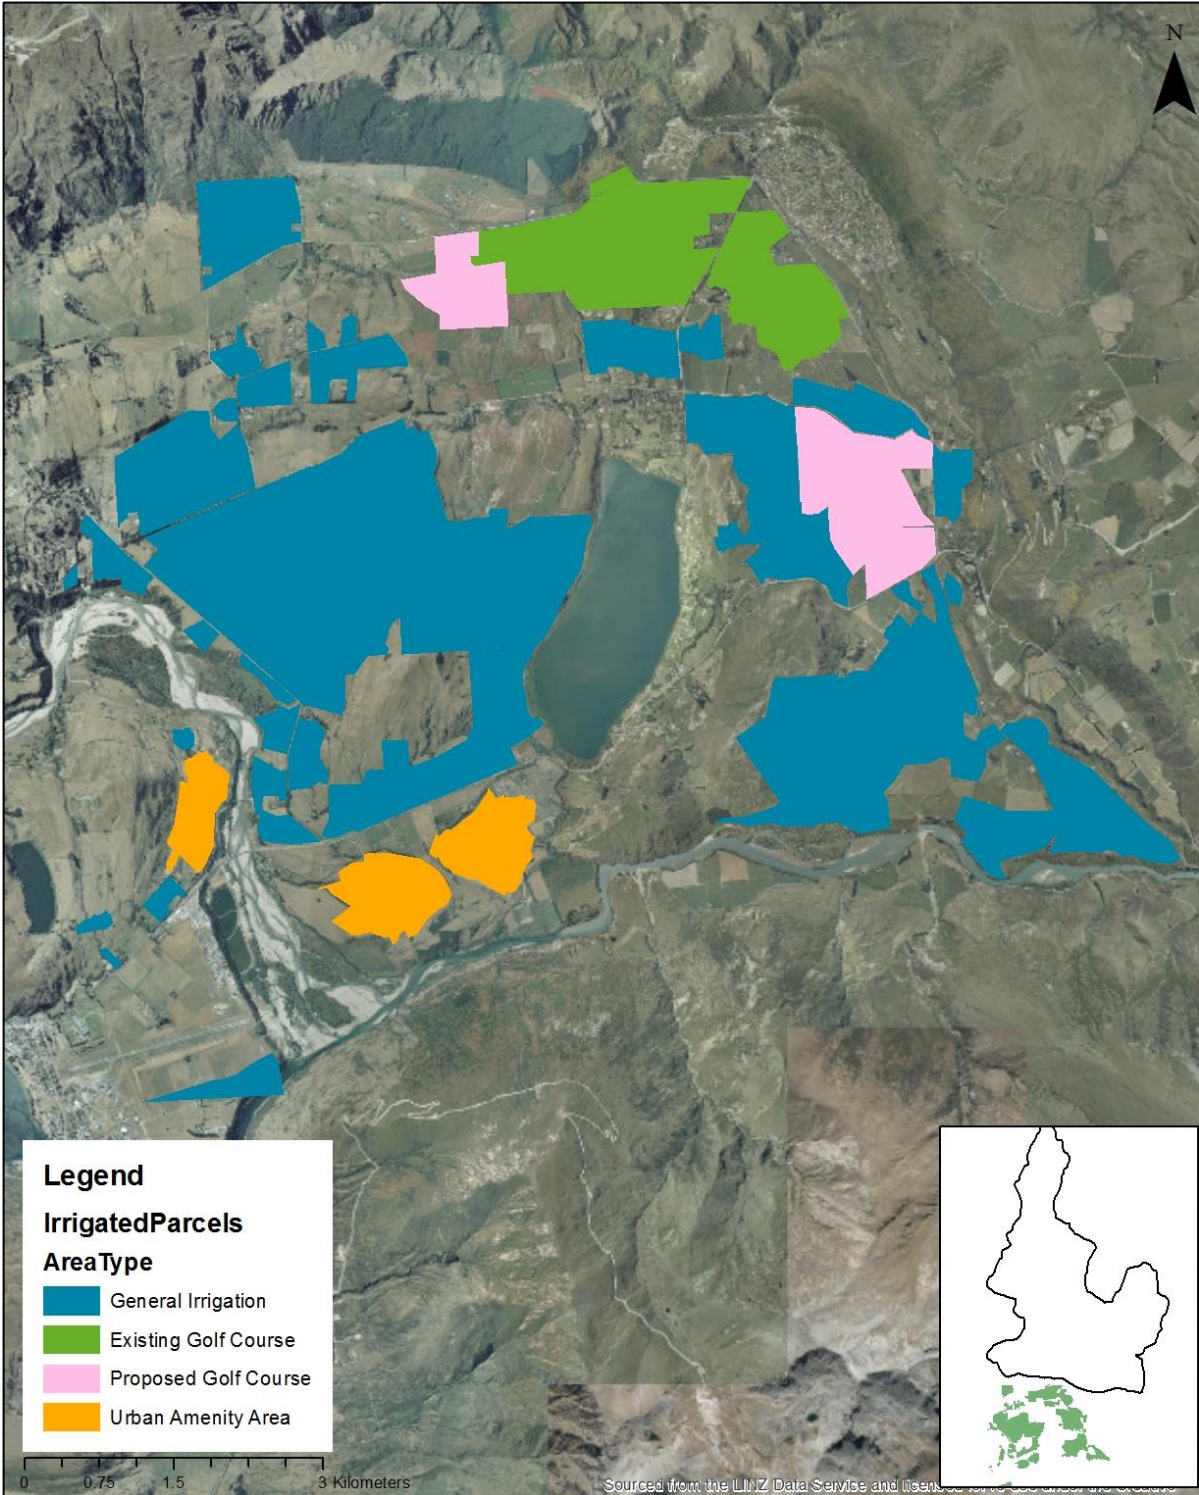 N
Legend
IrrigatedParcels
AreaType
General Irrigation
Existing Golf Course
Proposed Golf Course
Urban Amenity Area
0 0.75 1.5 3 Kilometers
Sourced from the LINZ Data Service and